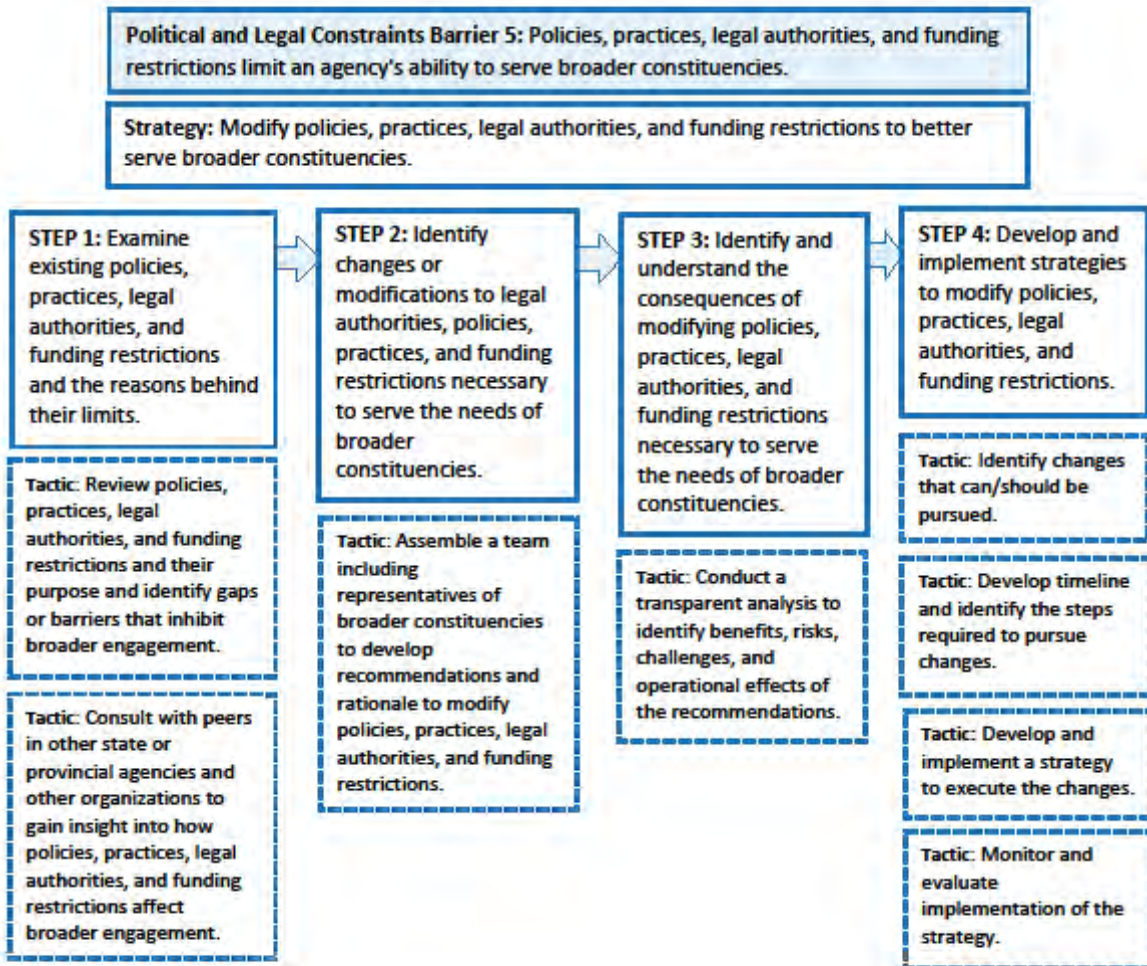 Political and Legal Constraints Barrier 5: Policies, practices, legal authorities, and funding
restrictions limit an agency's ability to serve broader constituencies.
Strategy: Modify policies, practices, legal authorities, and funding restrictions to better
serve broader constituencies.
STEP 1: Examine
existing policies,
practices, legal
authorities, and
funding restrictions
and the reasons behind
their limits.
Tactic: Review policies,
practices, legal
authorities, and funding
restrictions and their
purpose and identify gaps
or barriers that inhibit
broader engagement.
Tactic: Consult with peers
in other state or
provincial agencies and
other organizations to
gain insight into how
policies, practices, legal
authorities, and funding
restrictions affect
broader engagement.
STEP 2: Identify
changes or
modifications to legal
authorities, policies,
practices, and funding
restrictions necessary
to serve the needs of
broader
constituencies.
Tactic: Assemble a team
including
representatives of
broader constituencies
to develop
recommendations and
rationale to modify
policies, practices, legal
authorities, and funding
restrictions.
STEP 3: Identify and
understand the
consequences of
modifying policies,
practices, legal
authorities, and
funding restrictions
necessary to serve
the needs of broader
constituencies.
Tactic: Conduct a
transparent analysis to
identify benefits, risks,
challenges, and
operational effects of
the recommendations.
STEP 4: Develop and
implement strategies
to modify policies,
practices, legal
authorities, and
funding restrictions.
Tactic: Identify changes
that can/should be
pursued.
Tactic: Develop timeline
and identify the steps
required to pursue
changes.
Tactic: Develop and
implement a strategy
to execute the changes.
Tactic: Monitor and
evaluate
implementation of the
strategy.